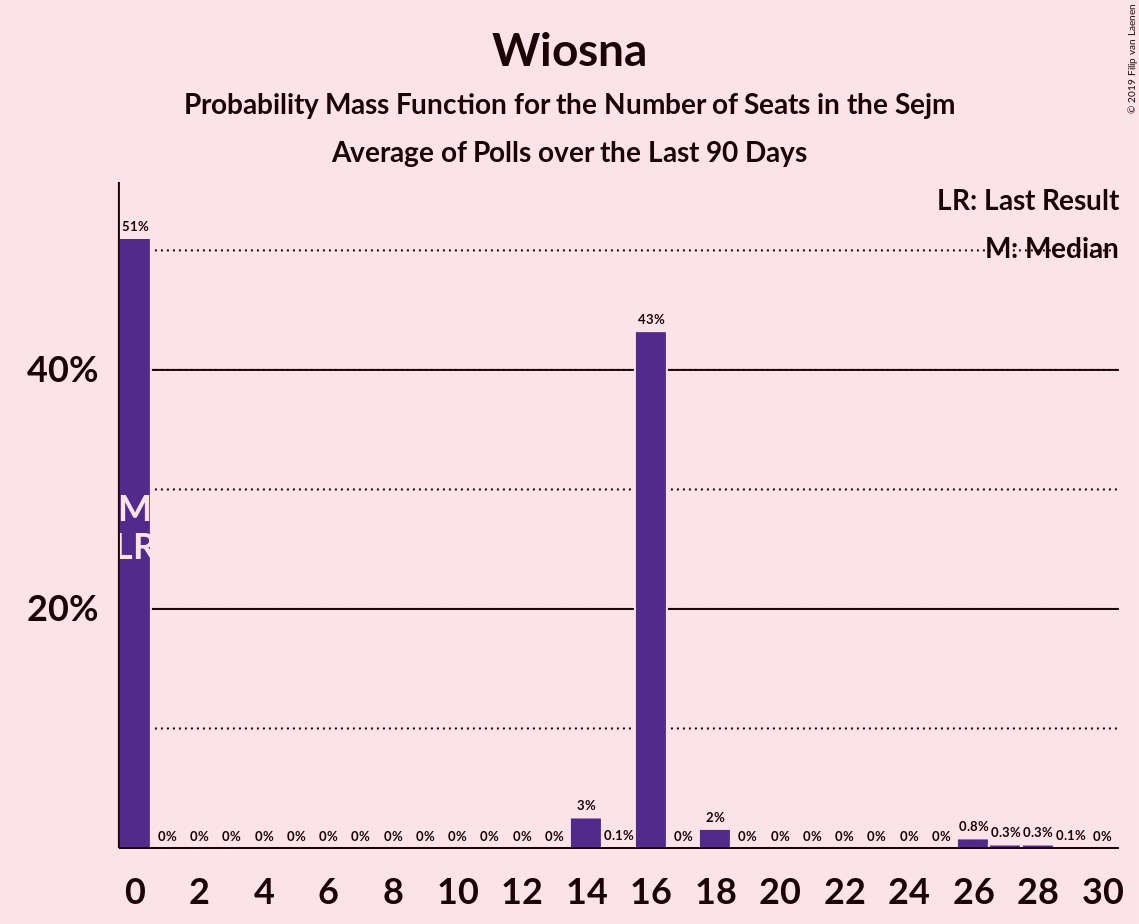 Wiosna
Probability Mass Function for the Number of Seats in the Sejm
Average of Polls over the Last 90 Days
© 2019 Filip van Laenen
LR: Last Result
M: Median
51%
43%
40%
M
LR
20%
3%
2%
0% 0% 0% 0% 0% 0% 0% 0% 0% 0% 0% 0% 0% 0.1% 0% 0% 0% 0% 0% 0% 0% 0% 0.8% 0.3% 0.3% 0.1% 0%
0 2 4 6 8 10 12 14 16 18 20 22 24 26 28 30